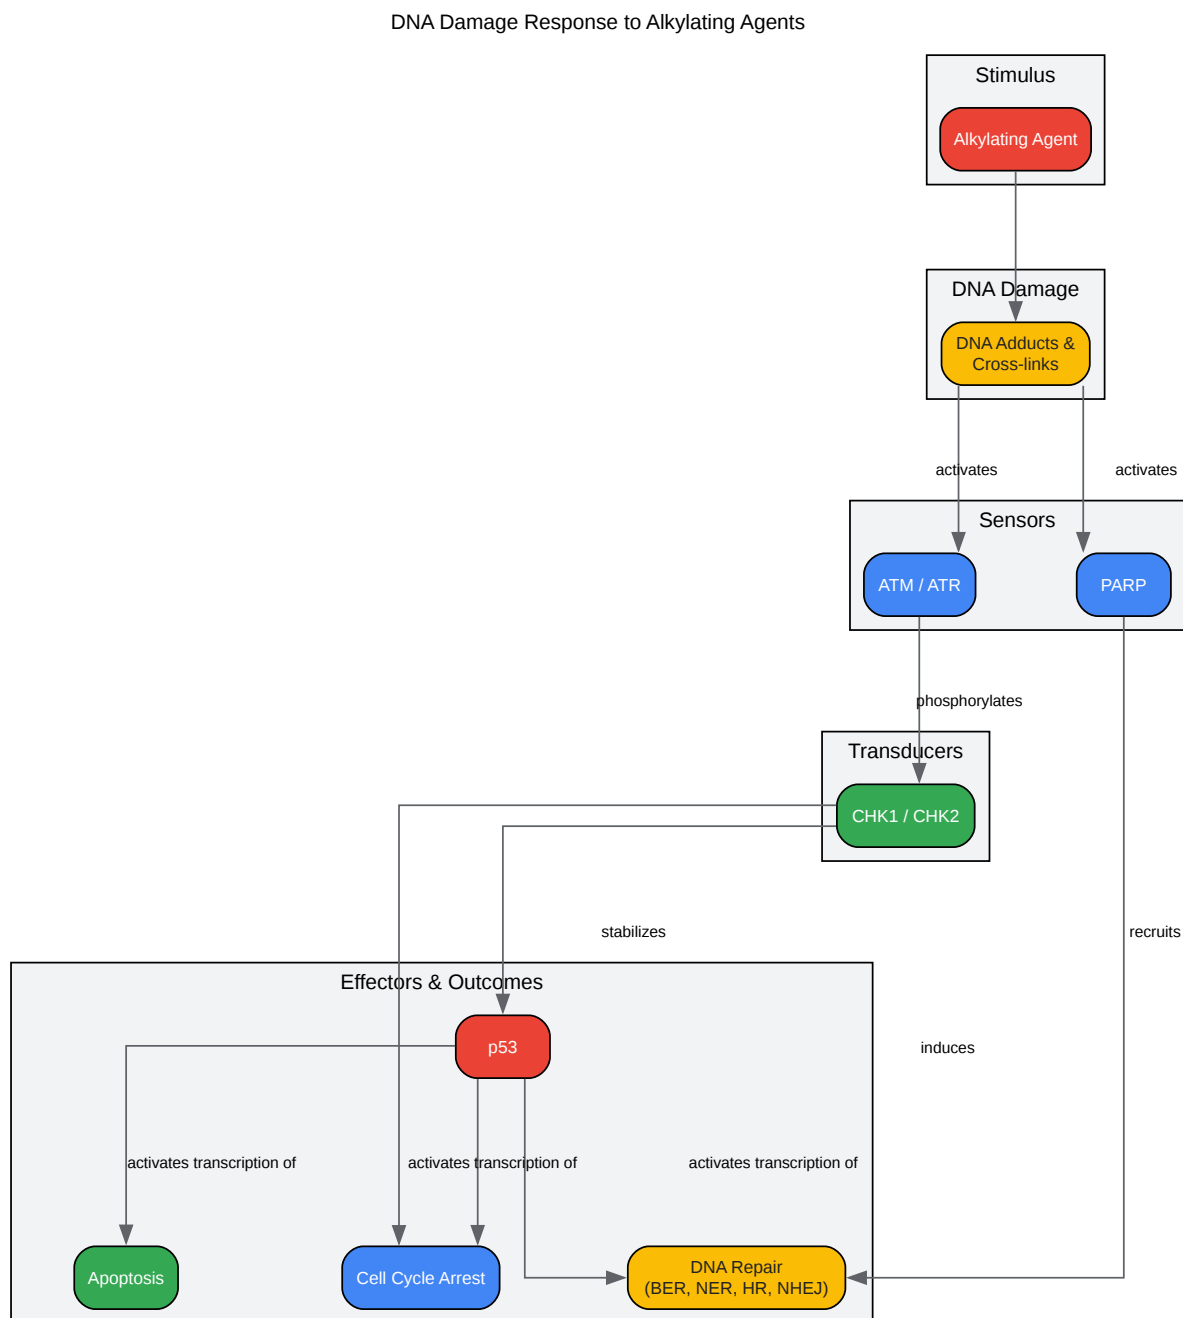 DNA Damage Response to Alkylating Agents
Stimulus
Alkylating Agent
DNA Damage
DNA Adducts &
Cross-links
activates
activates
Sensors
ATM / ATR
PARP
phosphorylates
Transducers
CHK1 / CHK2
stabilizes
recruits
Effectors & Outcomes
p53
induces
activates transcription of
activates transcription of
activates transcription of
Apoptosis
Cell Cycle Arrest
DNA Repair
(BER, NER, HR, NHEJ)